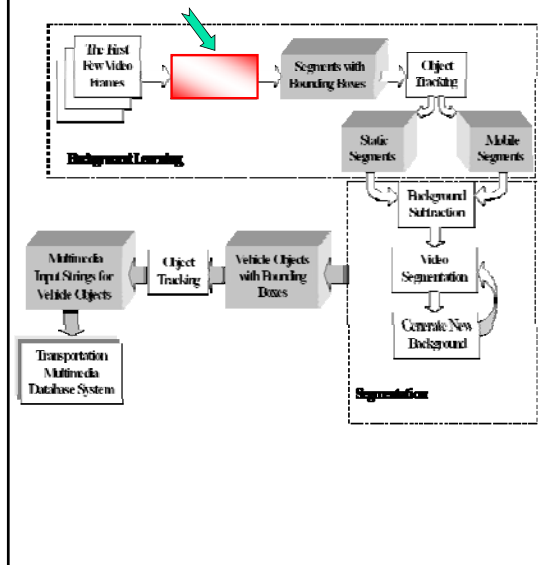 The First
Few Video
Frames
Segments with
Bounding Boxes
Object
Tracking
Static
Segments
Mobile
Segments
Background Learning
Background
Subtraction
Multimedia
Input Strings for
Vehicle Objects
Object
Tracking
Vehicle Objects
with Bounding
Boxes
Video
Segmentation
Generate New
Background
Transportation
Multimedia
Database System
Segmentation